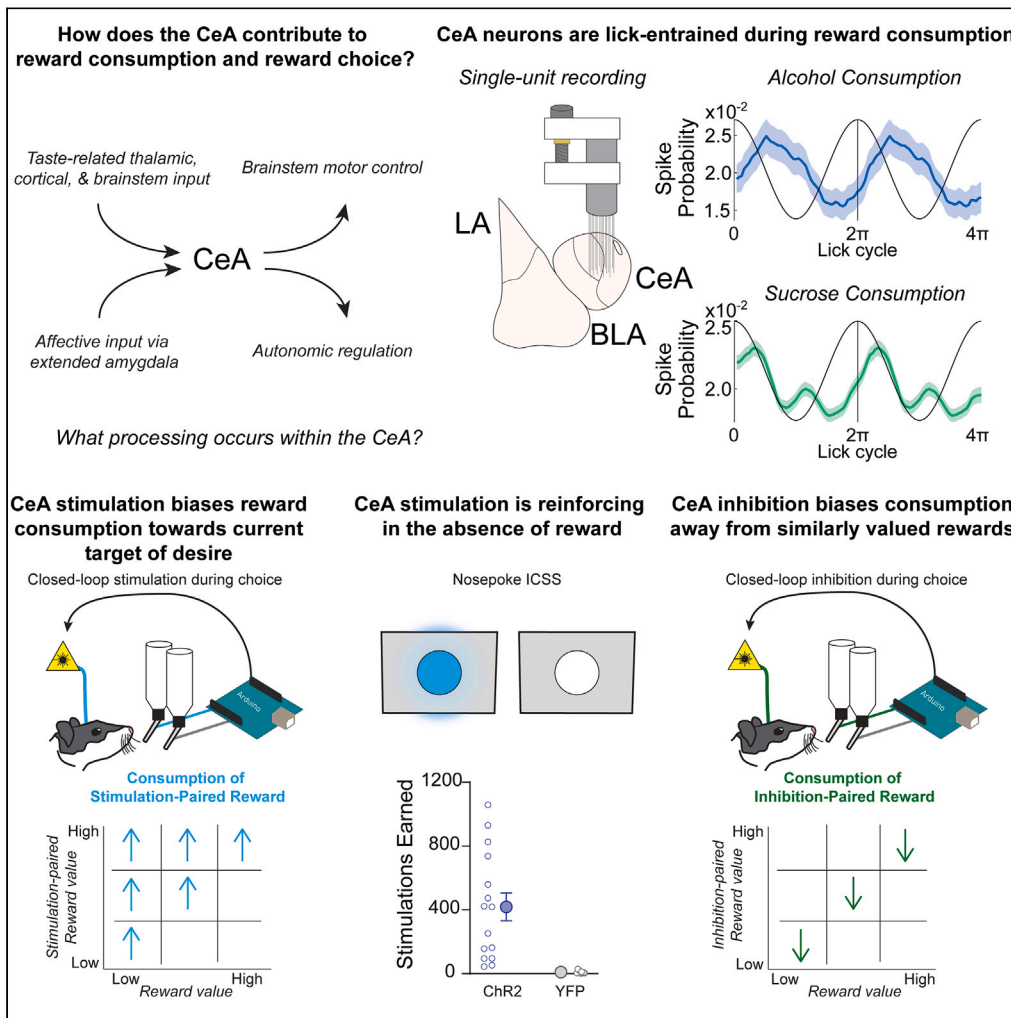 How does the CeA contribute to
reward consumption and reward choice?
Taste-related thalamic,
cortical, & brainstem input
Brainstem motor control
CeA
Affective input via
extended amygdala
Autonomic regulation
What processing occurs within the CeA?
CeA neurons are lick-entrained during reward consumption
Single-unit recording
LA
CeA
BLA
Alcohol Consumption
x10-2
Spike
Probability
2.5
2.0
1.5
0
2π
4π
Lick cycle
Sucrose Consumption
x10-2
Spike
Probability
2.5
2.0
0
2π
4π
Lick cycle
CeA stimulation biases reward
consumption towards current
target of desire
Closed-loop stimulation during choice
Arduino
Consumption of
Stimulation-Paired Reward
Stimulation-paired
Reward value
High
Low
Low
High
Reward value
CeA stimulation is reinforcing
in the absence of reward
Nosepoke ICSS
Stimulations Earned
1200
800
400
0
ChR2
YFP
CeA inhibition biases consumption
away from similarly valued rewards
Closed-loop inhibition during choice
Arduino
Consumption of
Inhibition-Paired Reward
Inhibition-paired
Reward value
High
Low
Low
High
Reward value